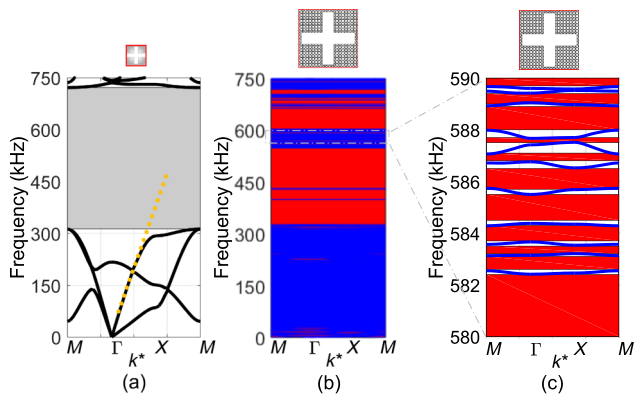 Frequency (kHz)
750
600
450
300
150
0
M Γ X M
k*
(a)
Frequency (kHz)
750
600
450
300
150
0
M Γ X M
k*
(b)
Frequency (kHz)
590
588
586
584
582
580
M Γ X M
k*
(c)